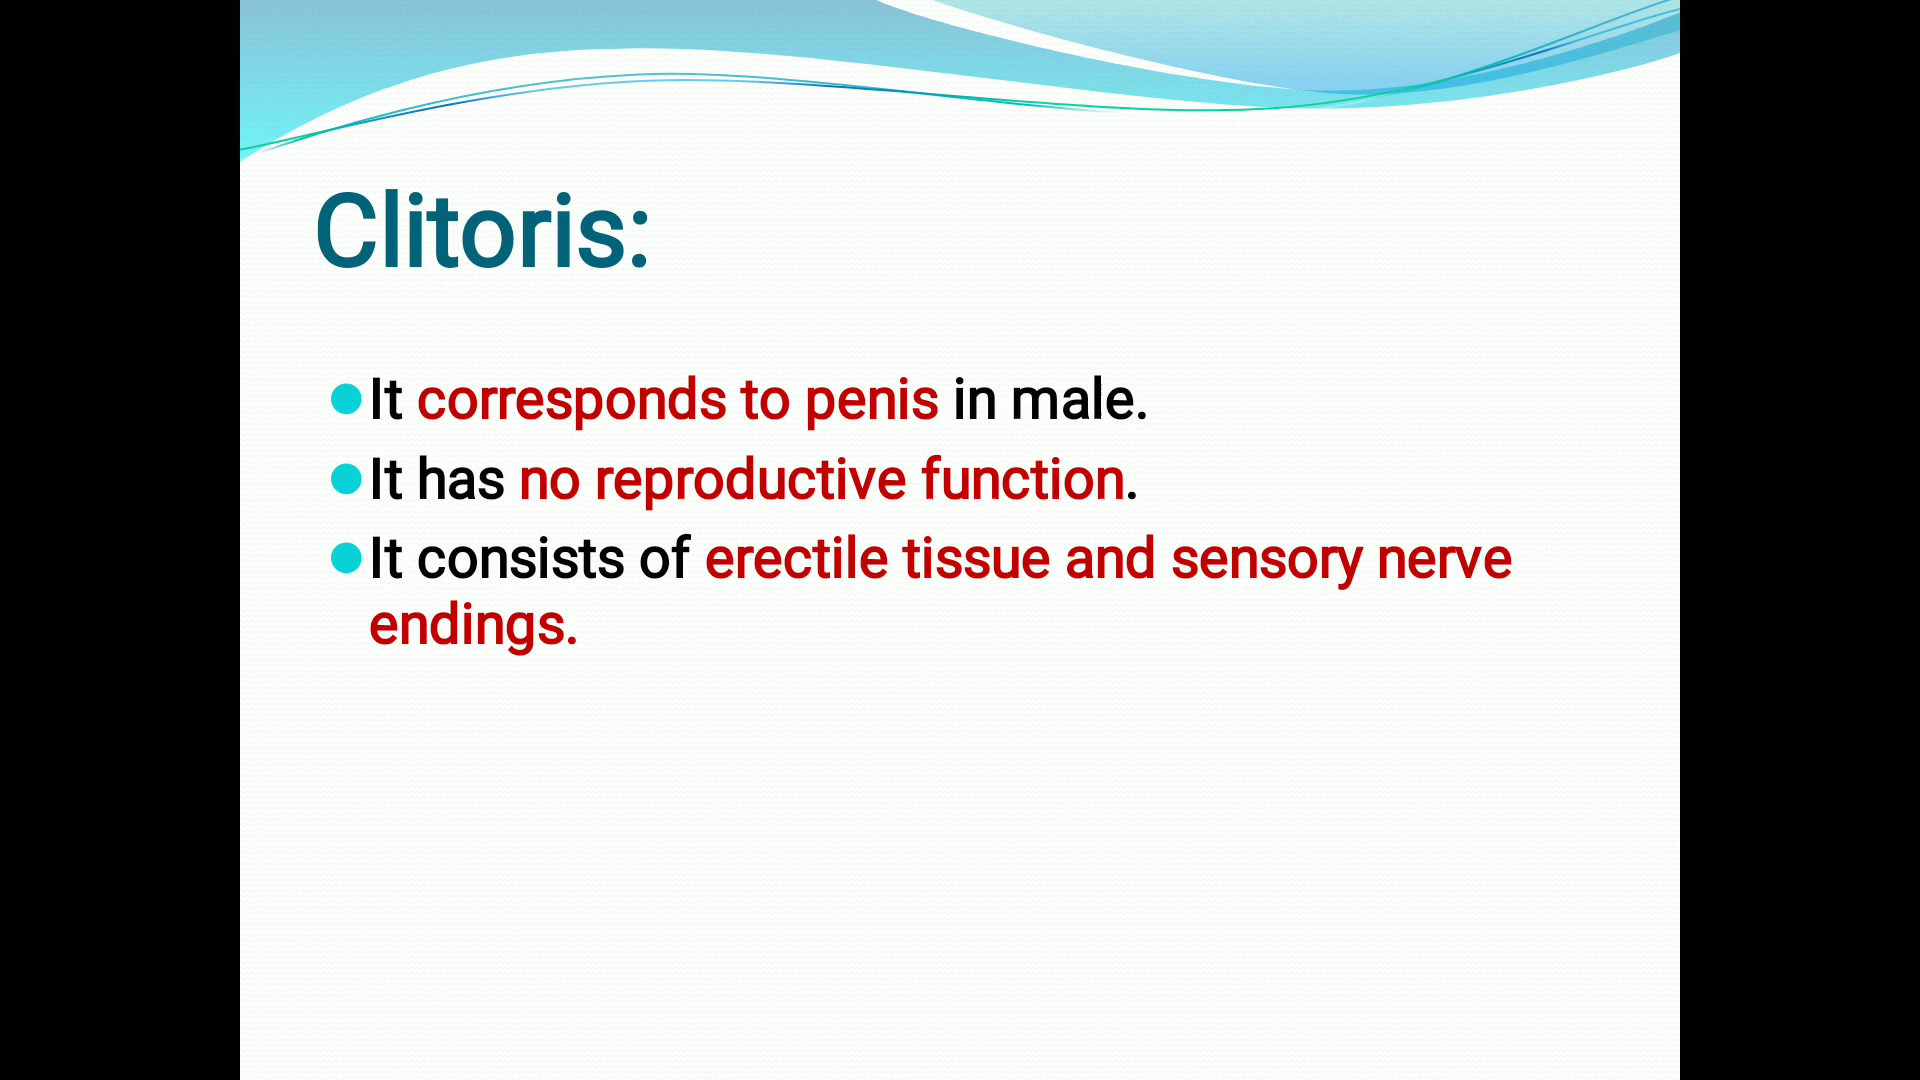 Clitoris:
It corresponds to penis in male.
It has no reproductive function.
It consists of erectile tissue and sensory nerve
endings.